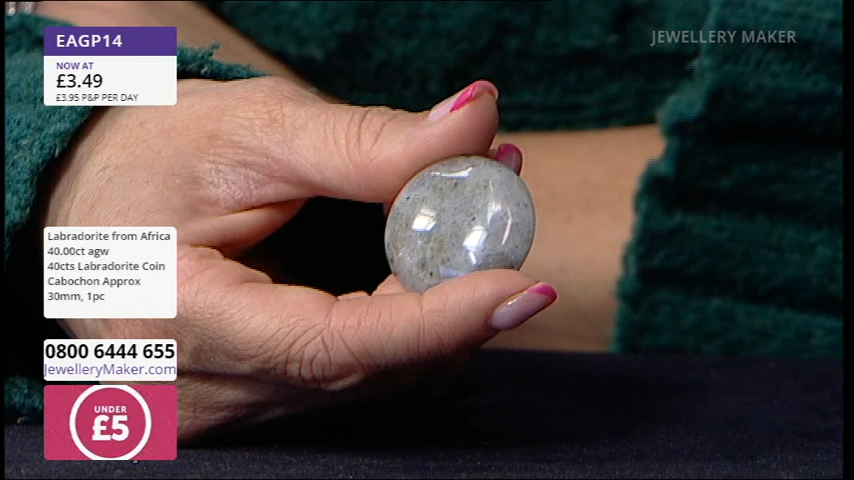 EAGP14
NOW AT
£3.49
£3.95 P&P PER DAY
JEWELLERY MAKER
Labradorite from Africa
40.00ct agw
40cts Labradorite Coin
Cabochon Approx
30mm, 1pc
0800 6444 655
JewelleryMaker.com
UNDER
£5